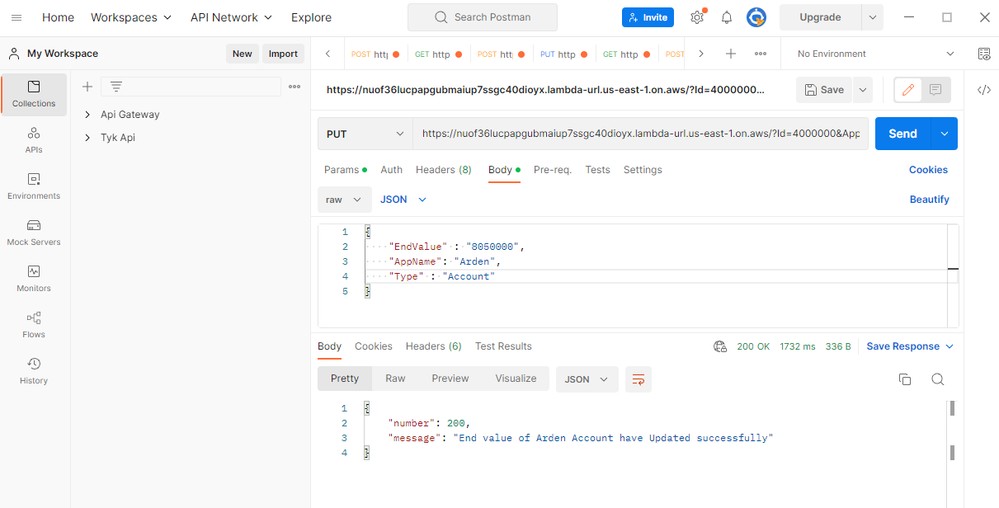 Home Workspaces API Network Explore Search Postman Invite Upgrade
My Workspace New Import POST http GET http POST htt PUT http GET http POST No Environment
Collections
APIs
Environments
Mock Servers
Monitors
Flows
History
Api Gateway
Tyk Api
https://nuof36lucpapgubmaiup7ssgc40dioyx.lambda-url.us-east-1.on.aws/?Id=4000000... Save
PUT https://nuof36lucpapgubmaiup7ssgc40dioyx.lambda-url.us-east-1.on.aws/?Id=4000000&App Send
Params Auth Headers (8) Body Pre-req. Tests Settings Cookies
raw JSON Beautify
1 {
2 "EndValue" : "8050000",
3 "AppName": "Arden",
4 "Type" : "Account"
5 }
Body Cookies Headers (6) Test Results 200 OK 1732 ms 336 B Save Response
Pretty Raw Preview Visualize JSON
1 {
2 "number": 200,
3 "message": "End value of Arden Account have Updated successfully"
4 }